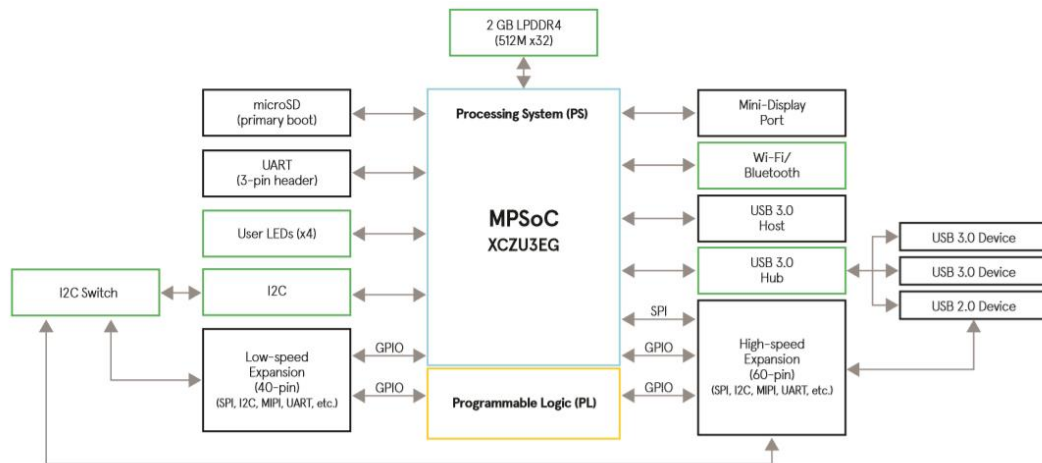 2 GB LPDDR4
(512M x32)
microSD
(primary boot)
Processing System (PS)
Mini-Display
Port
UART
(3-pin header)
Wi-Fi/
Bluetooth
MPSoC
XCZU3EG
User LEDs (x4)
USB 3.0
Host
USB 3.0 Device
I2C Switch
I2C
USB 3.0
Hub
USB 3.0 Device
USB 2.0 Device
SPI
Low-speed
Expansion
(40-pin)
(SPI, I2C, MIPI, UART, etc.)
GPIO
GPIO
High-speed
Expansion
(60-pin)
(SPI, I2C, MIPI, UART, etc.)
GPIO
Programmable Logic (PL)
GPIO